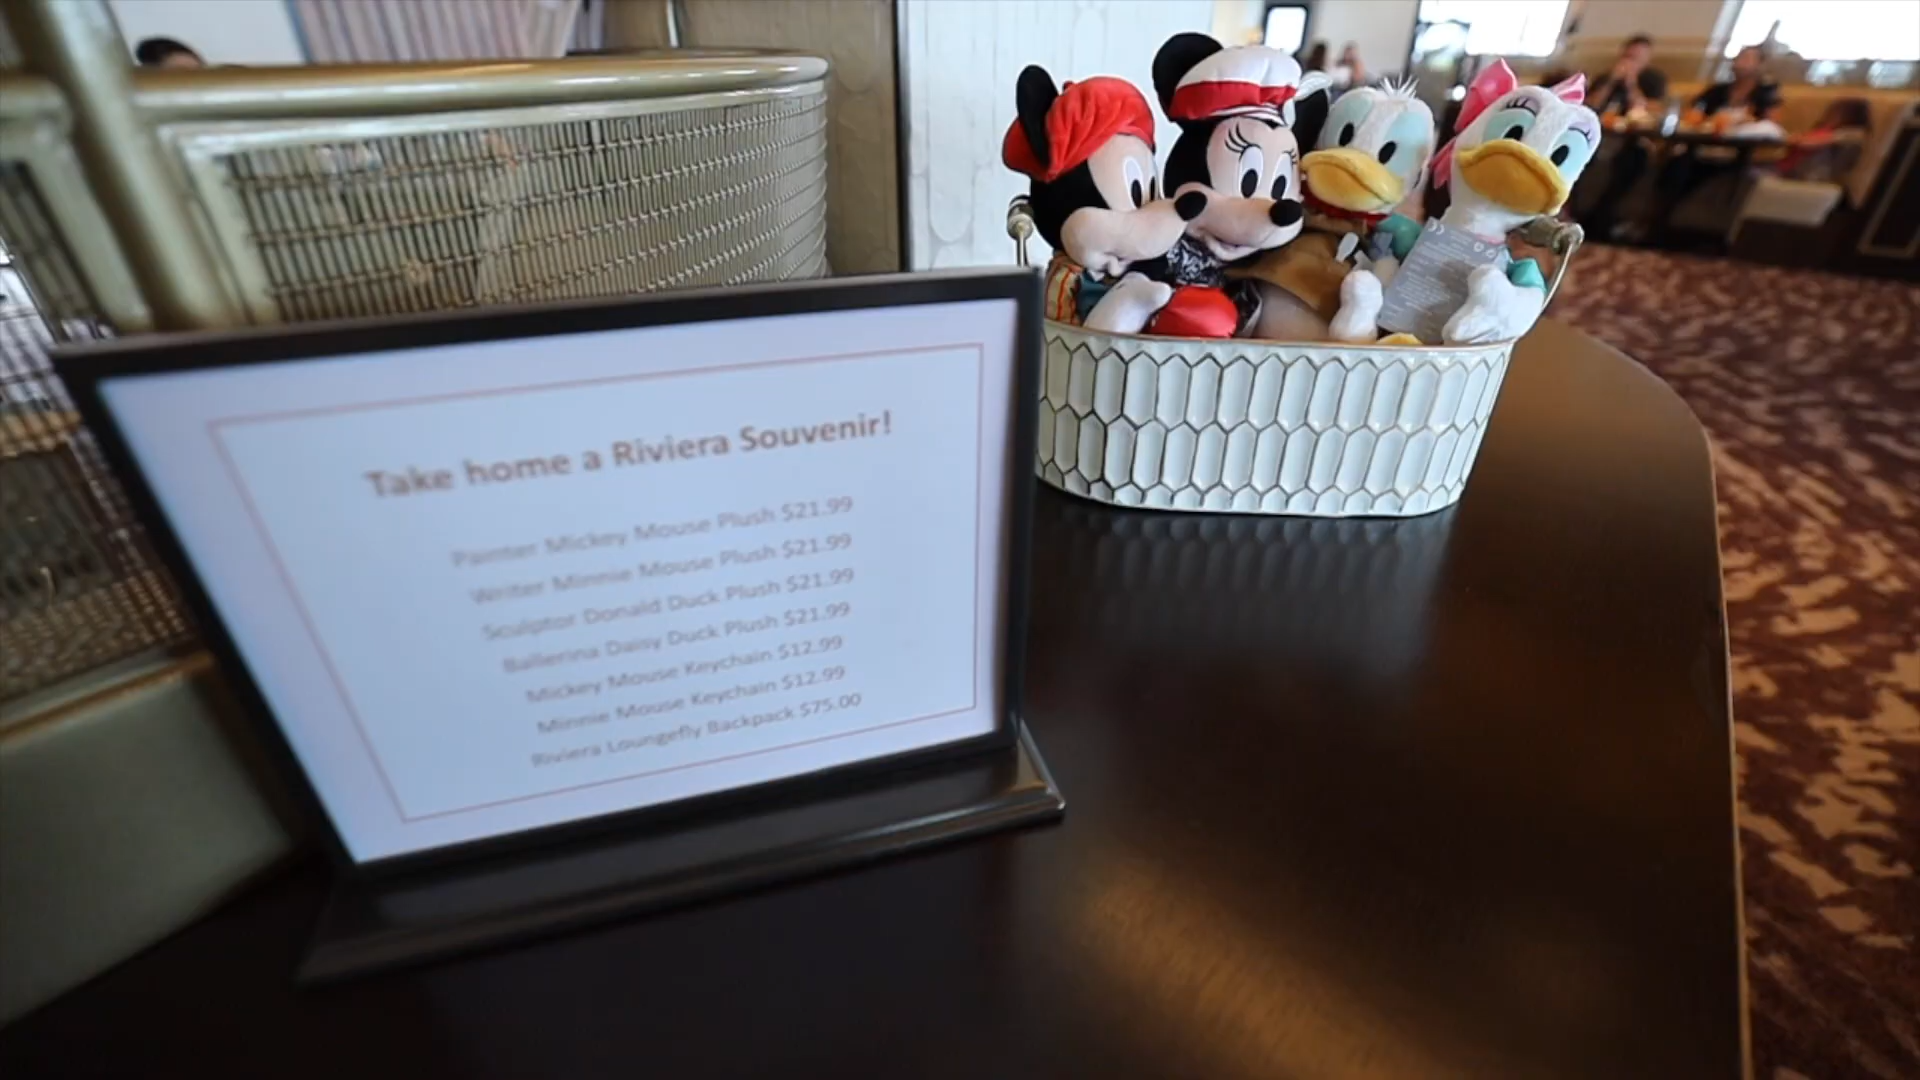 Take home a Riviera Souvenir!
Painter Mickey Mouse Plush $21.99
Writer Minnie Mouse Plush $21.99
Sculptor Donald Duck Plush $21.99
Ballerina Daisy Duck Plush $21.99
Mickey Mouse Keychain $12.99
Minnie Mouse Keychain $12.99
Riviera Loungefly Backpack $75.00